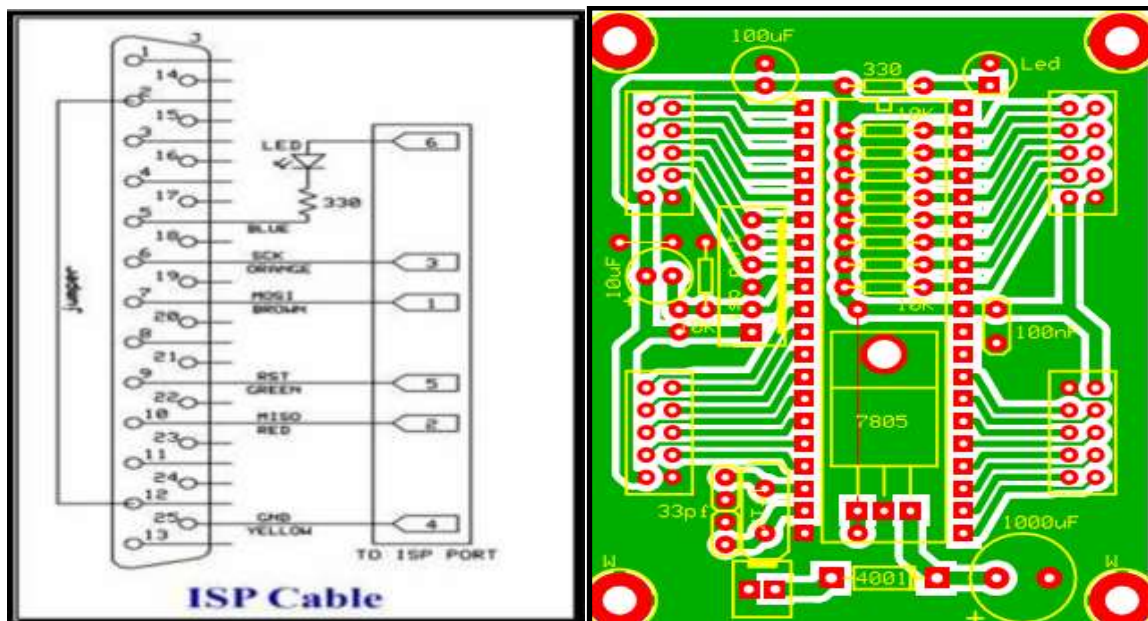 J
1
14
2
15
3
16
4
17
5
18
6
19
7
20
8
21
9
22
10
23
11
24
12
25
13
jumper
LED
330
BLUE
SCK
ORANGE
MOSI
BROWN
RST
GREEN
MISO
RED
GND
YELLOW
6
3
1
5
2
4
TO ISP PORT
ISP Cable
100uF
330
Led
10K
10uF
+
10K
10K
100nF
7805
33pf
1000uF
W
4001
W
+